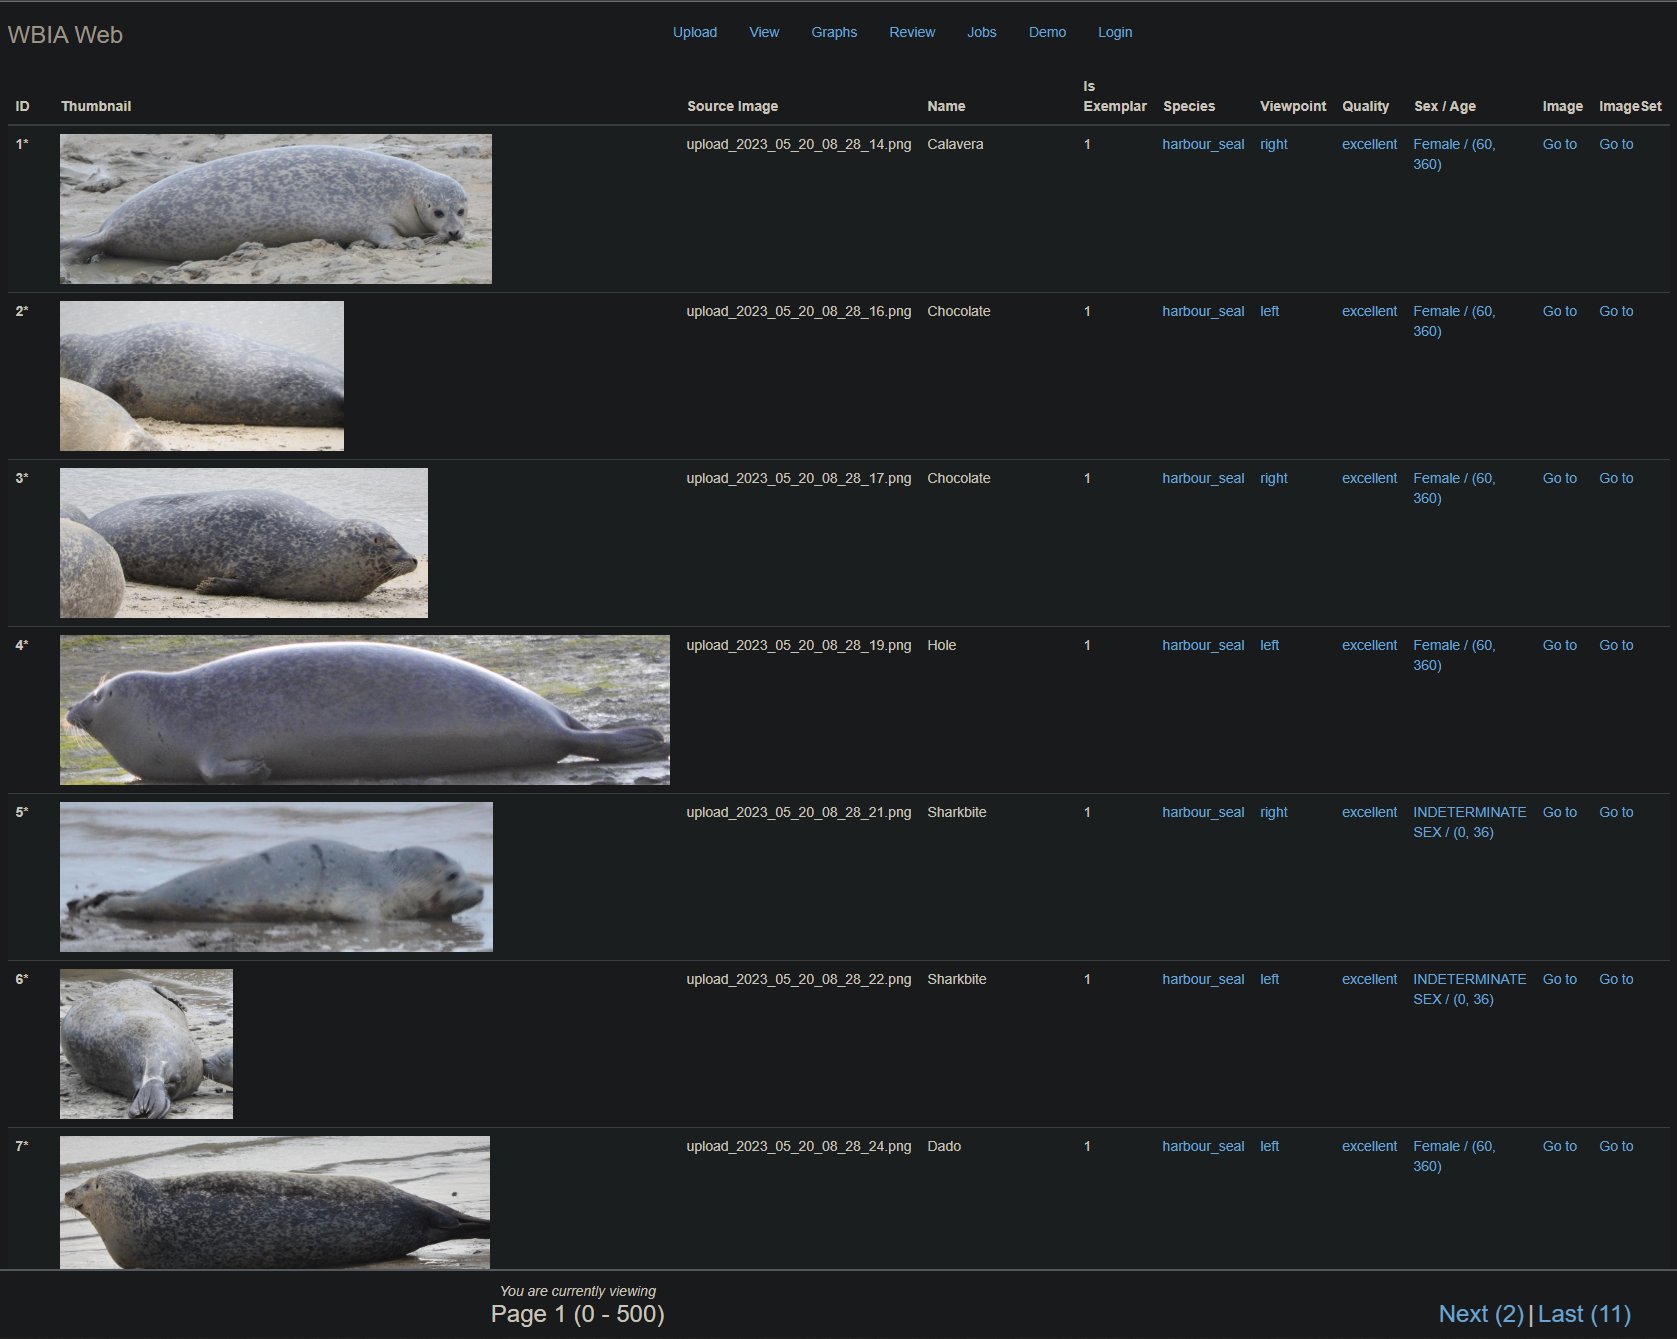 WBIA Web
Upload View Graphs Review Jobs Demo Login
ID Thumbnail Source Image Name Is Exemplar Species Viewpoint Quality Sex / Age Image ImageSet
1* upload_2023_05_20_08_28_14.png Calavera 1 harbour_seal right excellent Female / (60, Go to Go to
360)
2* upload_2023_05_20_08_28_16.png Chocolate 1 harbour_seal left excellent Female / (60, Go to Go to
360)
3* upload_2023_05_20_08_28_17.png Chocolate 1 harbour_seal right excellent Female / (60, Go to Go to
360)
4* upload_2023_05_20_08_28_19.png Hole 1 harbour_seal left excellent Female / (60, Go to Go to
360)
5* upload_2023_05_20_08_28_21.png Sharkbite 1 harbour_seal right excellent INDETERMINATE Go to Go to
SEX / (0, 36)
6* upload_2023_05_20_08_28_22.png Sharkbite 1 harbour_seal left excellent INDETERMINATE Go to Go to
SEX / (0, 36)
7* upload_2023_05_20_08_28_24.png Dado 1 harbour_seal left excellent Female / (60, Go to Go to
360)
You are currently viewing
Page 1 (0 - 500)
Next (2) | Last (11)